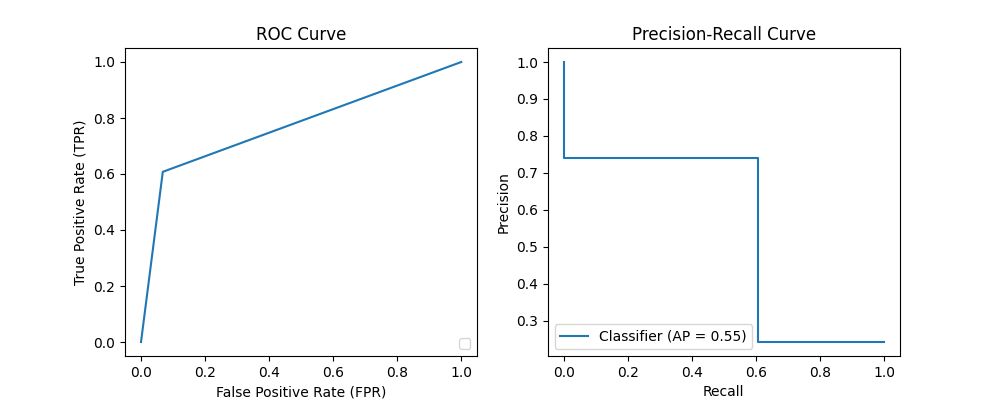 ROC Curve
1.0
0.8
0.6
0.4
0.2
0.0
True Positive Rate (TPR)
0.0 0.2 0.4 0.6 0.8 1.0
False Positive Rate (FPR)
Precision-Recall Curve
1.0
0.9
0.8
0.7
0.6
0.5
0.4
0.3
Precision
Classifier (AP = 0.55)
0.0 0.2 0.4 0.6 0.8 1.0
Recall